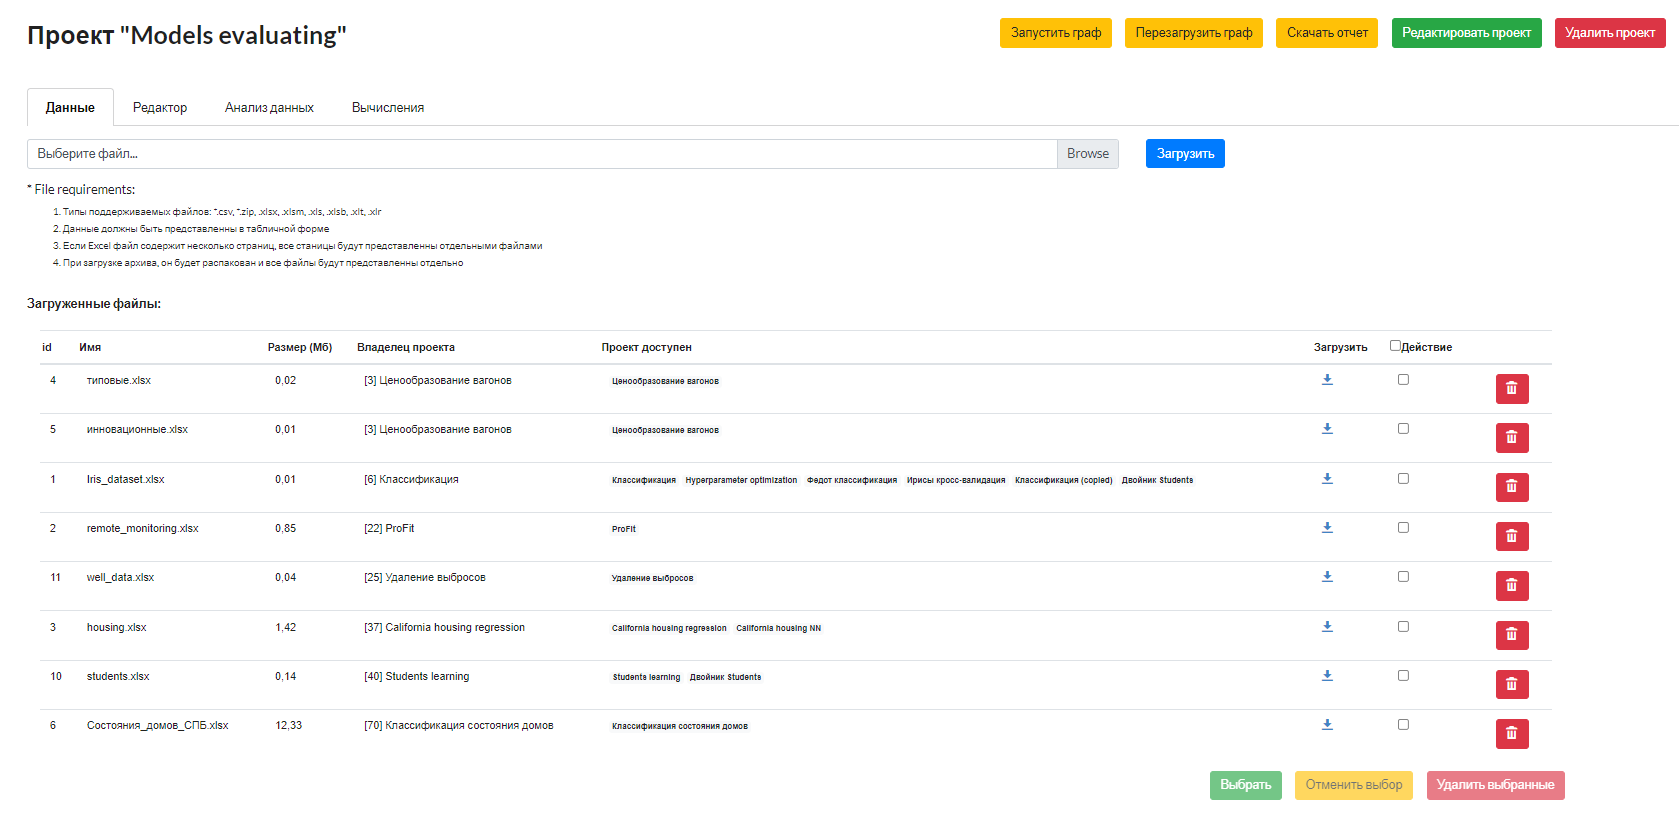 Проект "Models evaluating"
Запустить граф Перезагрузить граф Скачать отчет Редактировать проект Удалить проект
Данные Редактор Анализ данных Вычисления
Выберите файл... Browse Загрузить
* File requirements:
1. Типы поддерживаемых файлов: *.csv, *.zip, .xlsx, .xlsm, .xls, .xlsb, .xlt, .xlr
2. Данные должны быть представленны в табличной форме
3. Если Excel файл содержит несколько страниц, все станицы будут представленны отдельными файлами
4. При загрузке архива, он будет распакован и все файлы будут представленны отдельно
Загруженные файлы:
id Имя Размер (Мб) Владелец проекта Проект доступен Загрузить Действие
4 типовые.xlsx 0,02 [3] Ценообразование вагонов Ценообразование вагонов
5 инновационные.xlsx 0,01 [3] Ценообразование вагонов Ценообразование вагонов
1 Iris_dataset.xlsx 0,01 [6] Классификация Классификация Hyperparameter optimization Федот классификация Ирисы кросс-валидация Классификация (copied) Двойник Students
2 remote_monitoring.xlsx 0,85 [22] ProFit ProFit
11 well_data.xlsx 0,04 [25] Удаление выбросов Удаление выбросов
3 housing.xlsx 1,42 [37] California housing regression California housing regression California housing NN
10 students.xlsx 0,14 [40] Students learning Students learning Двойник Students
6 Состояния_домов_СПБ.xlsx 12,33 [70] Классификация состояния домов Классификация состояния домов
Выбрать Отменить выбор Удалить выбранные